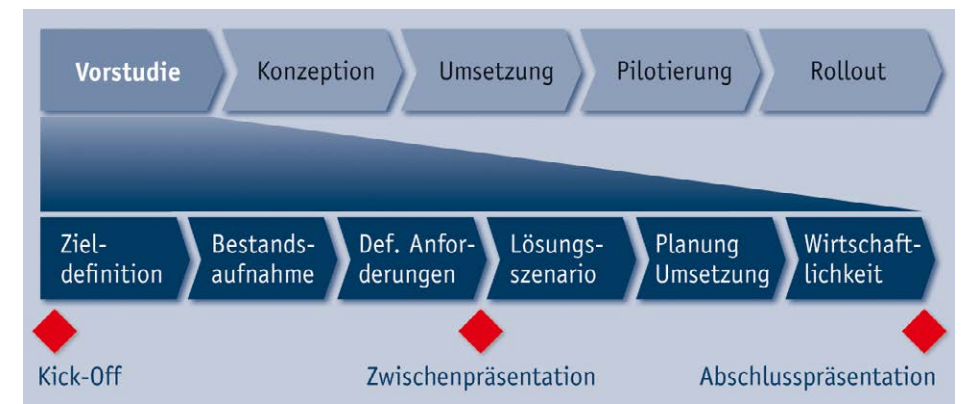 Vorstudie
Konzeption
Umsetzung
Pilotierung
Rollout
Ziel-
definition
Bestands-
aufnahme
Def. Anfor-
derungen
Lösungs-
szenario
Planung
Umsetzung
Wirtschaft-
lichkeit
Kick-Off
Zwischenpräsentation
Abschlusspräsentation